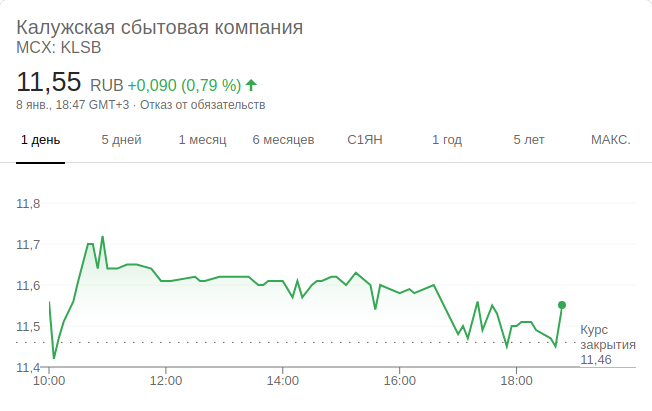 Калужская сбытовая компания
MCX: KLSB
11,55 RUB +0,090 (0,79 %)
8 янв., 18:47 GMT+3 · Отказ от обязательств
1 день 5 дней 1 месяц 6 месяцев С1ЯН 1 год 5 лет МАКС.
11,8
11,7
11,6
11,5
11,4
Курс
закрытия
11,46
10:00 12:00 14:00 16:00 18:00